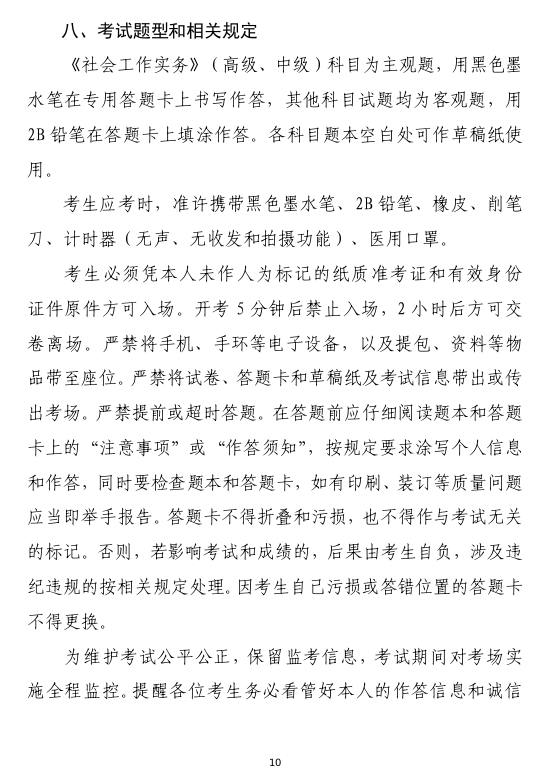 八、考试题型和相关规定
《社会工作实务》（高级、中级）科目为主观题，用黑色墨
水笔在专用答题卡上书写作答，其他科目试题均为客观题，用
2B 铅笔在答题卡上填涂作答。各科目题本空白处可作草稿纸使
用。
考生应考时，准许携带黑色墨水笔、2B 铅笔、橡皮、削笔
刀、计时器（无声、无收发和拍摄功能）、医用口罩。
考生必须凭本人未作人为标记的纸质准考证和有效身份
证件原件方可入场。开考 5 分钟后禁止入场，2 小时后方可交
卷离场。严禁将手机、手环等电子设备，以及提包、资料等物
品带至座位。严禁将试卷、答题卡和草稿纸及考试信息带出或传
出考场。严禁提前或超时答题。在答题前应仔细阅读题本和答题
卡上的“注意事项”或“作答须知”，按规定要求涂写个人信息
和作答，同时要检查题本和答题卡，如有印刷、装订等质量问题
应当即举手报告。答题卡不得折叠和污损，也不得作与考试无关
的标记。否则，若影响考试和成绩的，后果由考生自负，涉及违
纪违规的按相关规定处理。因考生自己污损或答错位置的答题卡
不得更换。
为维护考试公平公正，保留监考信息，考试期间对考场实
施全程监控。提醒各位考生务必看管好本人的作答信息和诚信
10